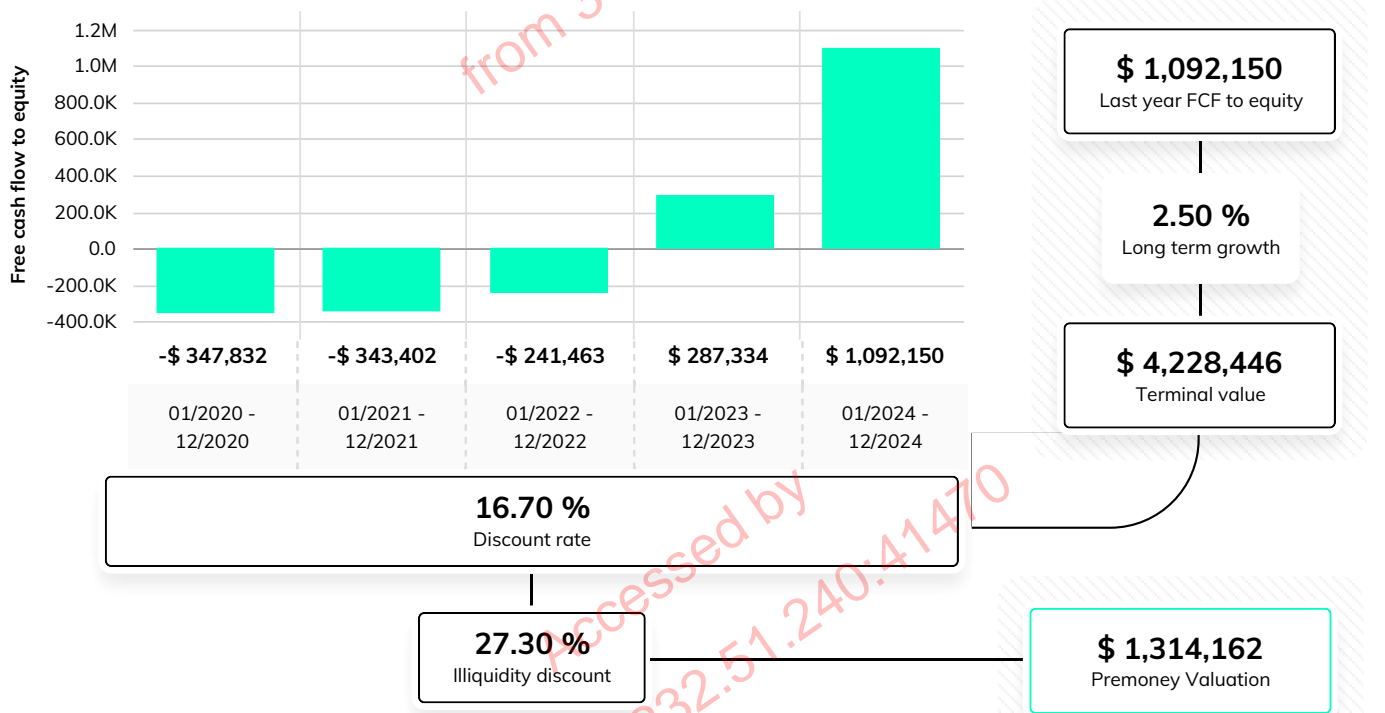 Free cash flow to equity
1.2M
1.0M
800.0K
600.0K
400.0K
200.0K
0.0
-200.0K
-400.0K
-$ 347,832
-$ 343,402
-$ 241,463
$ 287,334
$ 1,092,150
01/2020 -
12/2020
01/2021 -
12/2021
01/2022 -
12/2022
01/2023 -
12/2023
01/2024 -
12/2024
$ 1,092,150
Last year FCF to equity
2.50 %
Long term growth
$ 4,228,446
Terminal value
16.70 %
Discount rate
27.30 %
Illiquidity discount
$ 1,314,162
Premoney Valuation
from
Accessed by
232.51.240:41470